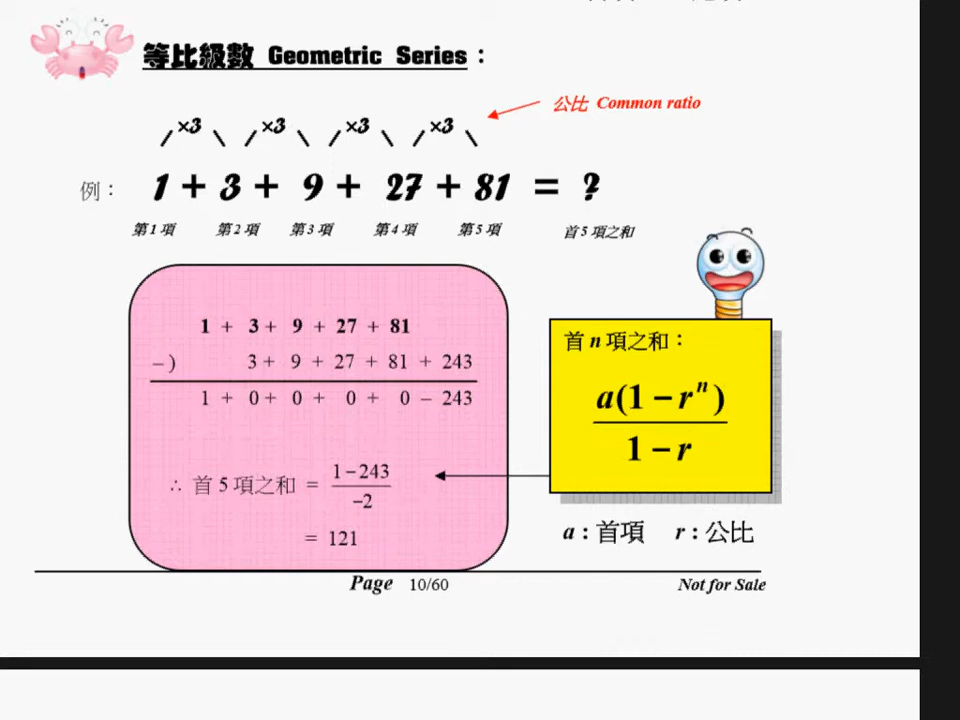 等比級數 Geometric Series：
公比 Common ratio
×3 ×3 ×3 ×3
例： 1 + 3 + 9 + 27 + 81 = ?
第1項 第2項 第3項 第4項 第5項 首5項之和
1 + 3 + 9 + 27 + 81
–) 3 + 9 + 27 + 81 + 243
1 + 0 + 0 + 0 + 0 – 243
∴ 首5項之和 = (1–243)/–2
= 121
首 n 項之和：
a(1 – rⁿ)
1 – r
a：首項 r：公比
Page 10/60 Not for Sale